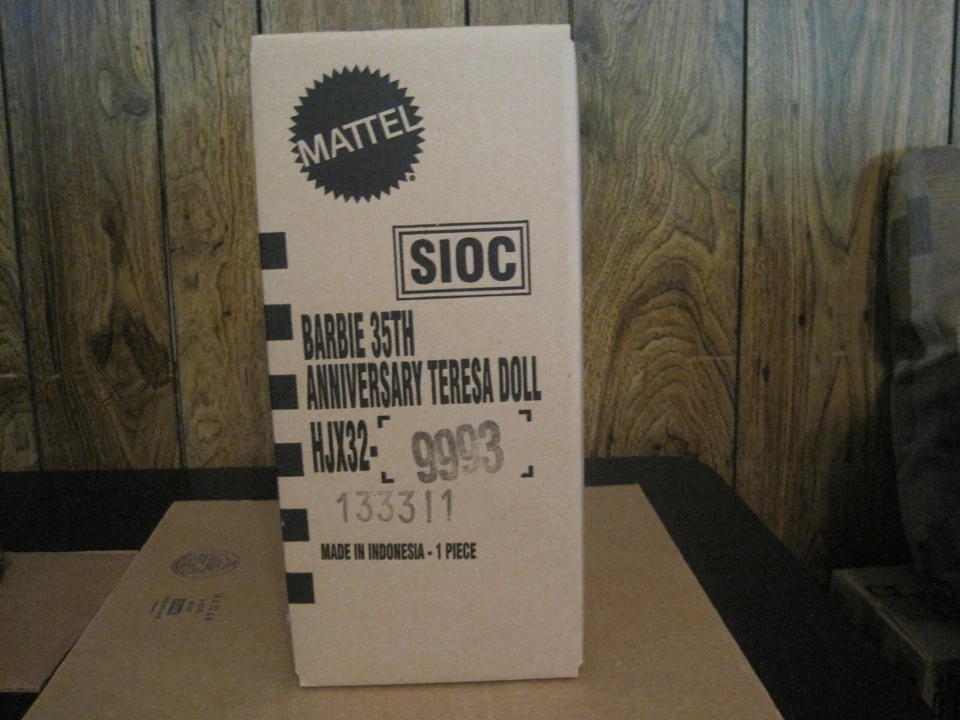 MATTEL
SIOC
BARBIE 35TH
ANNIVERSARY TERESA DOLL
HJX32- 9993
133311
MADE IN INDONESIA - 1 PIECE